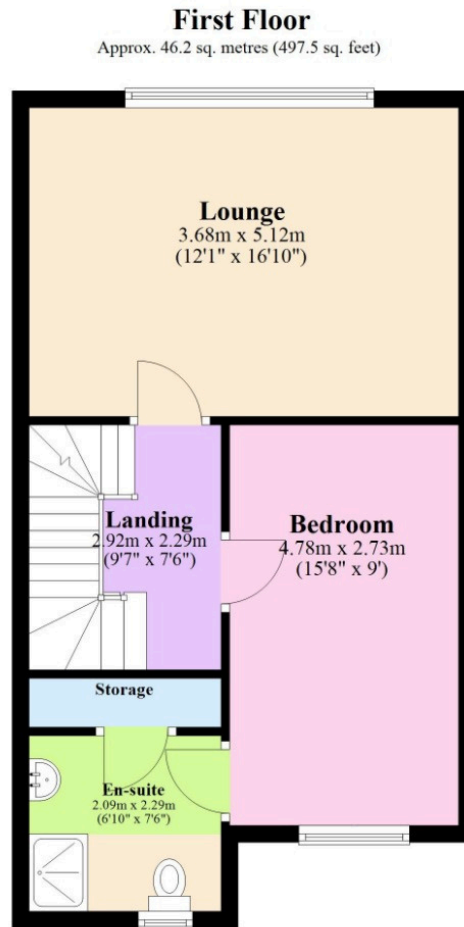 First Floor
Approx. 46.2 sq. metres (497.5 sq. feet)
Lounge
3.68m x 5.12m
(12'1" x 16'10")
Landing
2.92m x 2.29m
(9'7" x 7'6")
Bedroom
4.78m x 2.73m
(15'8" x 9')
Storage
En-suite
2.09m x 2.29m
(6'10" x 7'6")